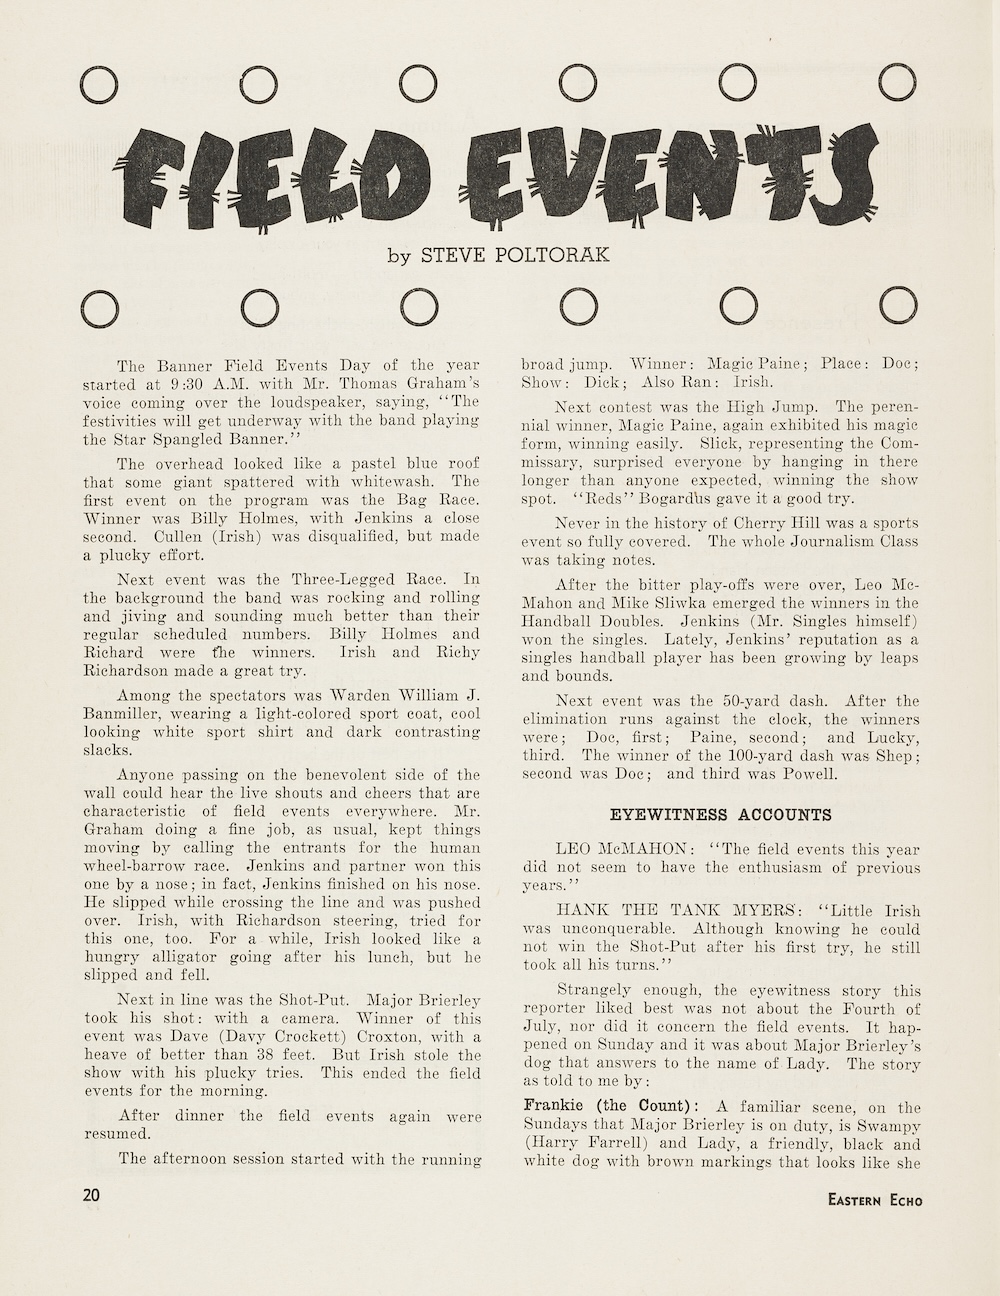 FIELD EVENTS
by STEVE POLTORAK
The Banner Field Events Day of the year
started at 9:30 A.M. with Mr. Thomas Graham's
voice coming over the loudspeaker, saying, "The
festivities will get underway with the band playing
the Star Spangled Banner."
The overhead looked like a pastel blue roof
that some giant spattered with whitewash. The
first event on the program was the Bag Race.
Winner was Billy Holmes, with Jenkins a close
second. Cullen (Irish) was disqualified, but made
a plucky effort.
Next event was the Three-Legged Race. In
the background the band was rocking and rolling
and jiving and sounding much better than their
regular scheduled numbers. Billy Holmes and
Richard were the winners. Irish and Richy
Richardson made a great try.
Among the spectators was Warden William J.
Banmiller, wearing a light-colored sport coat, cool
looking white sport shirt and dark contrasting
slacks.
Anyone passing on the benevolent side of the
wall could hear the live shouts and cheers that are
characteristic of field events everywhere. Mr.
Graham doing a fine job, as usual, kept things
moving by calling the entrants for the human
wheel-barrow race. Jenkins and partner won this
one by a nose; in fact, Jenkins finished on his nose.
He slipped while crossing the line and was pushed
over. Irish, with Richardson steering, tried for
this one, too. For a while, Irish looked like a
hungry alligator going after his lunch, but he
slipped and fell.
Next in line was the Shot-Put. Major Brierley
took his shot: with a camera. Winner of this
event was Dave (Davy Crockett) Croxton, with a
heave of better than 38 feet. But Irish stole the
show with his plucky tries. This ended the field
events for the morning.
After dinner the field events again were
resumed.
The afternoon session started with the running
broad jump. Winner: Magic Paine; Place: Doc;
Show: Dick; Also Ran: Irish.
Next contest was the High Jump. The peren-
nial winner, Magic Paine, again exhibited his magic
form, winning easily. Slick, representing the Com-
missary, surprised everyone by hanging in there
longer than anyone expected, winning the show
spot. "Reds" Bogardus gave it a good try.
Never in the history of Cherry Hill was a sports
event so fully covered. The whole Journalism Class
was taking notes.
After the bitter play-offs were over, Leo Mc-
Mahon and Mike Sliwka emerged the winners in the
Handball Doubles. Jenkins (Mr. Singles himself)
won the singles. Lately, Jenkins' reputation as a
singles handball player has been growing by leaps
and bounds.
Next event was the 50-yard dash. After the
elimination runs against the clock, the winners
were; Doc, first; Paine, second; and Lucky,
third. The winner of the 100-yard dash was Shep;
second was Doc; and third was Powell.
EYEWITNESS ACCOUNTS
LEO McMAHON: "The field events this year
did not seem to have the enthusiasm of previous
years."
HANK THE TANK MYERS: "Little Irish
was unconquerable. Although knowing he could
not win the Shot-Put after his first try, he still
took all his turns."
Strangely enough, the eyewitness story this
reporter liked best was not about the Fourth of
July, nor did it concern the field events. It hap-
pened on Sunday and it was about Major Brierley's
dog that answers to the name of Lady. The story
as told to me by:
Frankie (the Count): A familiar scene, on the
Sundays that Major Brierley is on duty, is Swampy
(Harry Farrell) and Lady, a friendly, black and
white dog with brown markings that looks like she
20
EASTERN ECHO